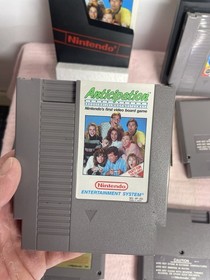 Nintendo
Anticipation
Nintendo's first video board game
Nintendo
ENTERTAINMENT SYSTEM